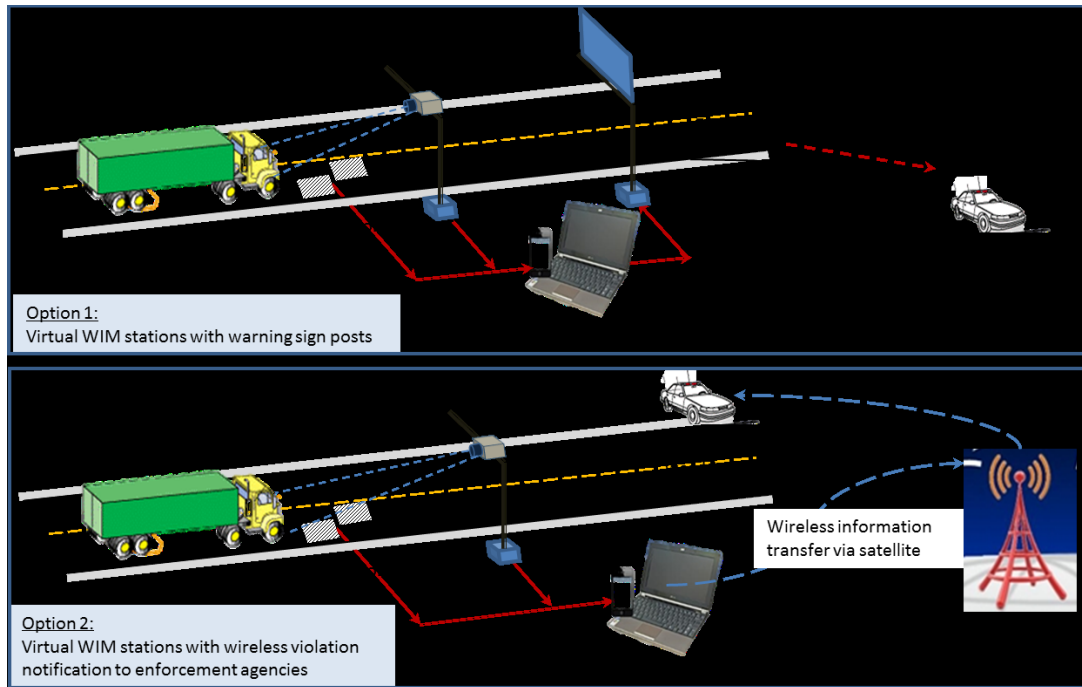 Option 1:
Virtual WIM stations with warning sign posts
Wireless information
transfer via satellite
Option 2:
Virtual WIM stations with wireless violation
notification to enforcement agencies